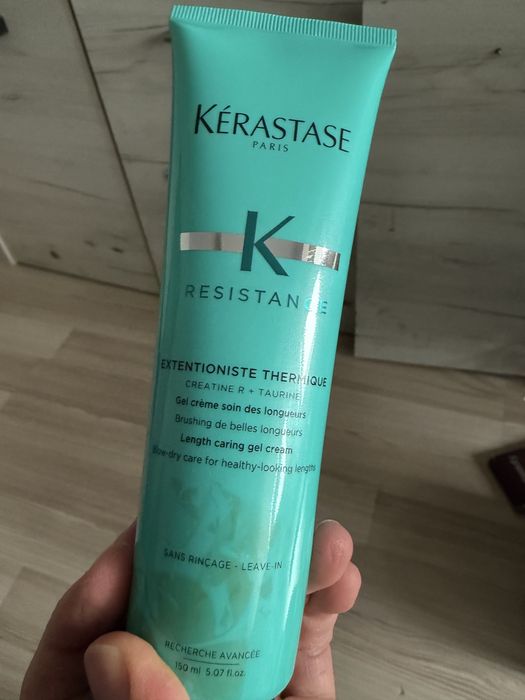 KÉRASTASE
PARIS
K
RESISTANCE
EXTENTIONISTE THERMIQUE
CREATINE R + TAURINE
Gel crème soin des longueurs
Brushing de belles longueurs
Length caring gel cream
Blow-dry care for healthy-looking lengths
SANS RINÇAGE - LEAVE-IN
RECHERCHE AVANCÉE
150 ml 5.07 fl.oz.